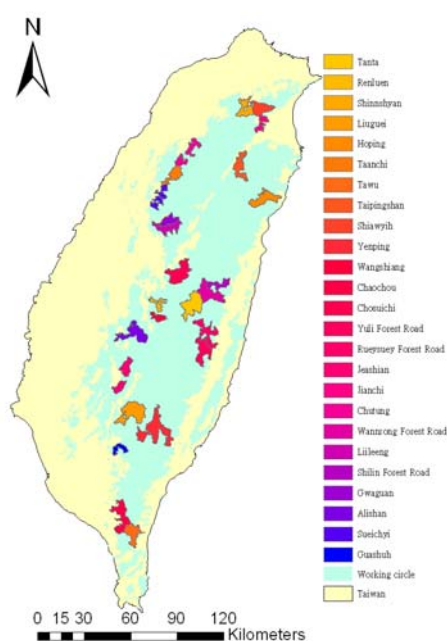 N
Tanta
Renluen
Shinnshyan
Liuguei
Hoping
Taanchi
Tawu
Taipingshan
Shiawyih
Yenping
Wangshiang
Chaochou
Chosuichi
Yuli Forest Road
Rueysuey Forest Road
Jeashian
Jianchi
Chutung
Wannrong Forest Road
Liileeng
Shilin Forest Road
Gwaguan
Alishan
Sueichyi
Guashuh
Working circle
Taiwan
0 15 30 60 90 120
Kilometers